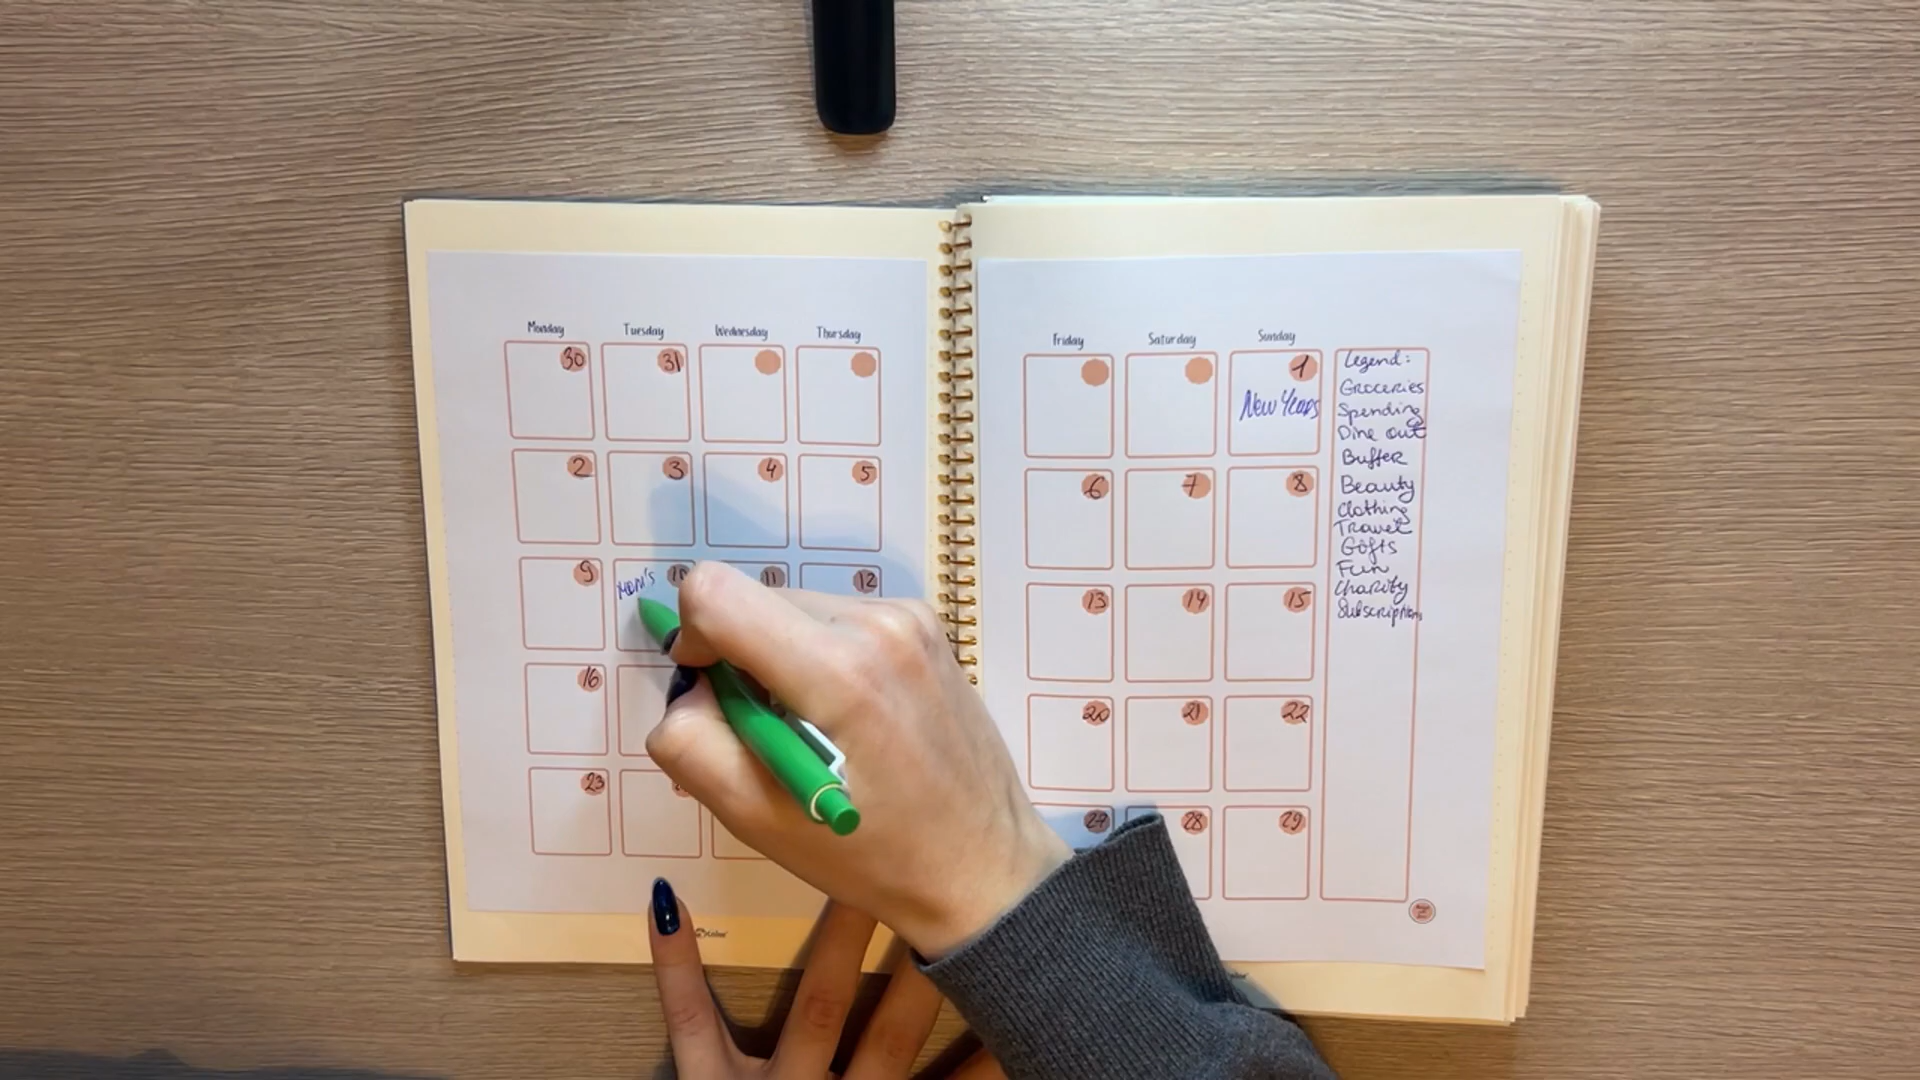 Monday Tuesday Wednesday Thursday
30 31
2 3 4 5
9 10 11 12
Mom's
16
23
Friday Saturday Sunday
1
New Years
6 7 8
13 14 15
20 21 22
27 28 29
Legend:
Groceries
Spending
Dine out
Buffer
Beauty
Clothing
Travel
Gifts
Fun
Charity
Subscriptions